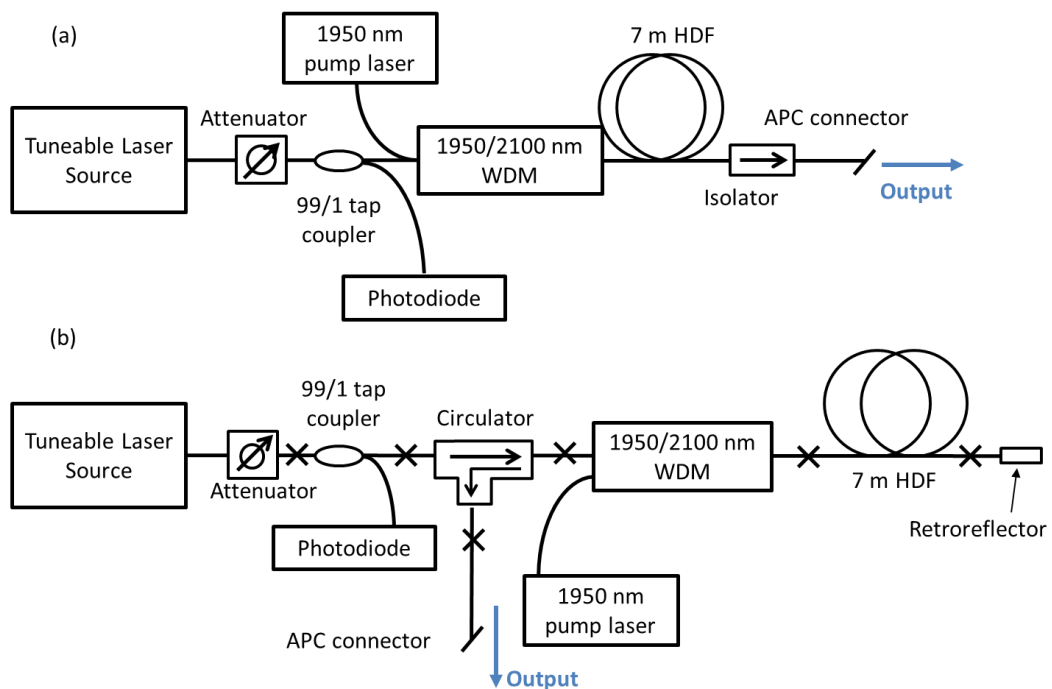 (a)
1950 nm
pump laser
7 m HDF
Tuneable Laser
Source
Attenuator
1950/2100 nm
WDM
APC connector
Isolator
Output
99/1 tap
coupler
Photodiode
(b)
99/1 tap
coupler
Circulator
Tuneable Laser
Source
Attenuator
1950/2100 nm
WDM
7 m HDF
Retroreflector
Photodiode
1950 nm
pump laser
APC connector
Output